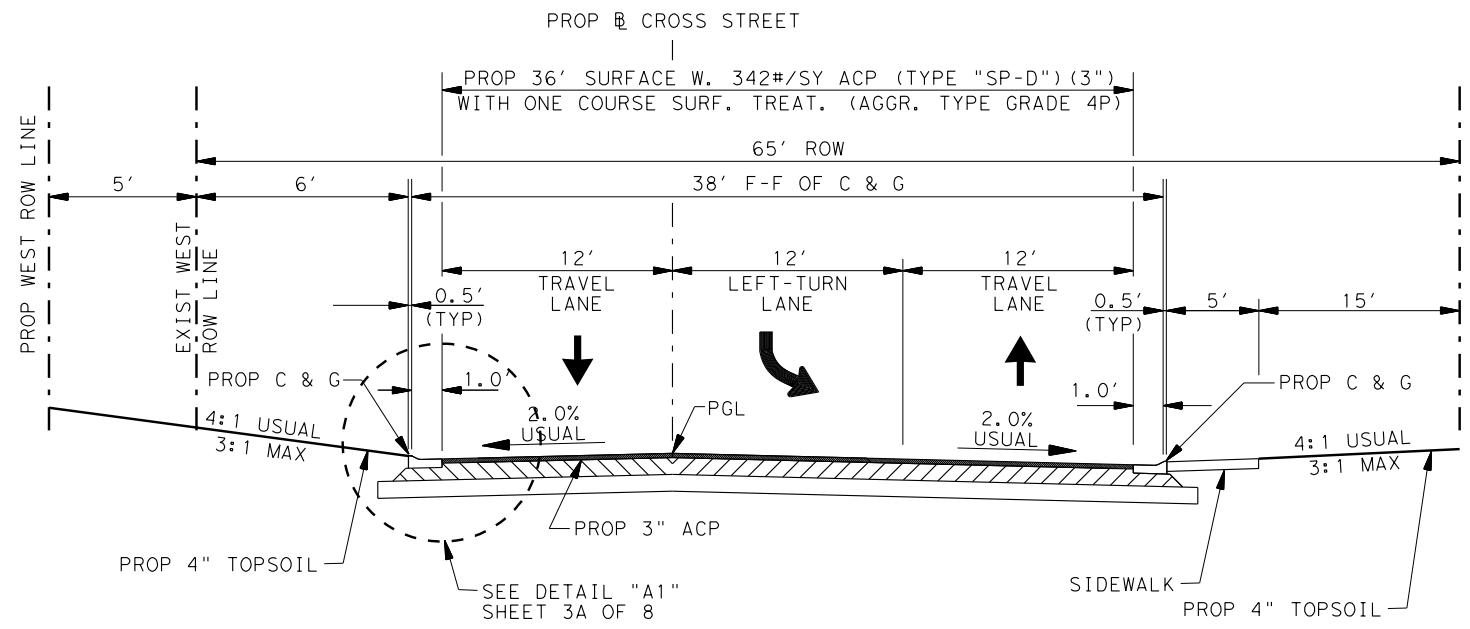 PROP ℄ CROSS STREET
PROP 36' SURFACE W. 342#/SY ACP (TYPE "SP-D")(3")
WITH ONE COURSE SURF. TREAT. (AGGR. TYPE GRADE 4P)
65' ROW
5'
6'
38' F-F OF C & G
PROP WEST ROW LINE
EXIST WEST
ROW LINE
12'
TRAVEL
LANE
12'
LEFT-TURN
LANE
12'
TRAVEL
LANE
0.5'
(TYP)
0.5'
(TYP)
5'
15'
PROP C & G
1.0'
PGL
1.0'
PROP C & G
2.0%
USUAL
2.0%
USUAL
4:1 USUAL
3:1 MAX
4:1 USUAL
3:1 MAX
PROP 3" ACP
PROP 4" TOPSOIL
SEE DETAIL "A1"
SHEET 3A OF 8
SIDEWALK
PROP 4" TOPSOIL